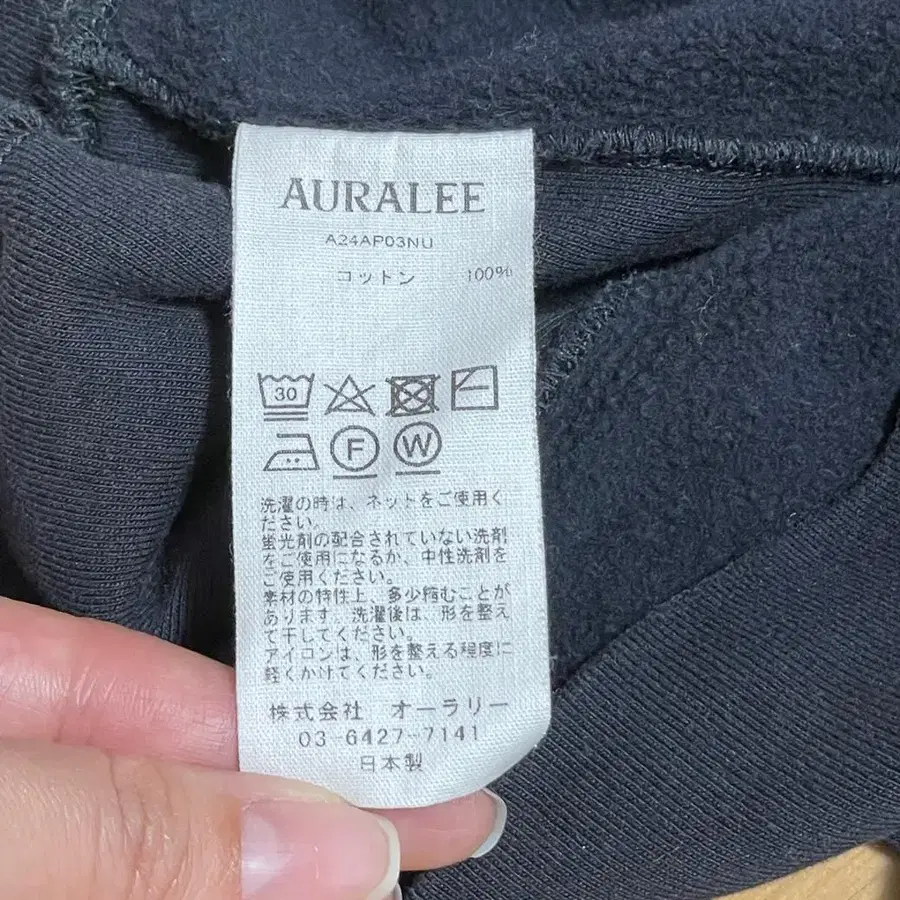 AURALEE
A24AP03NU
コットン 100%
30
F W
洗濯の時は、ネットをご使用く
ださい。
蛍光剤の配合されていない洗剤
をご使用になるか、中性洗剤を
ご使用ください。
素材の特性上、多少縮むことが
あります。洗濯後は、形を整え
て干してください。
アイコンは、形を整える程度に
軽くかけてください。
株式会社 オーラリー
03-6427-7141
日本製